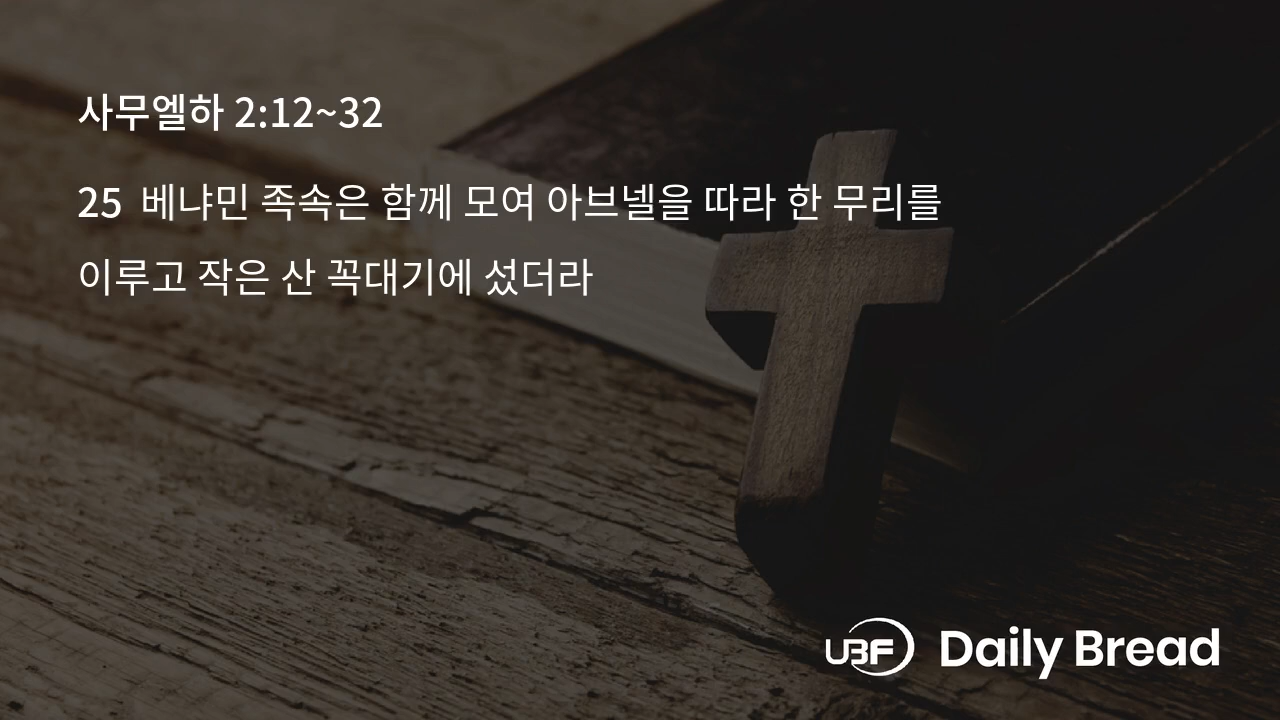 사무엘하 2:12~32
25 베냐민 족속은 함께 모여 아브넬을 따라 한 무리를
이루고 작은 산 꼭대기에 섰더라
UBF Daily Bread